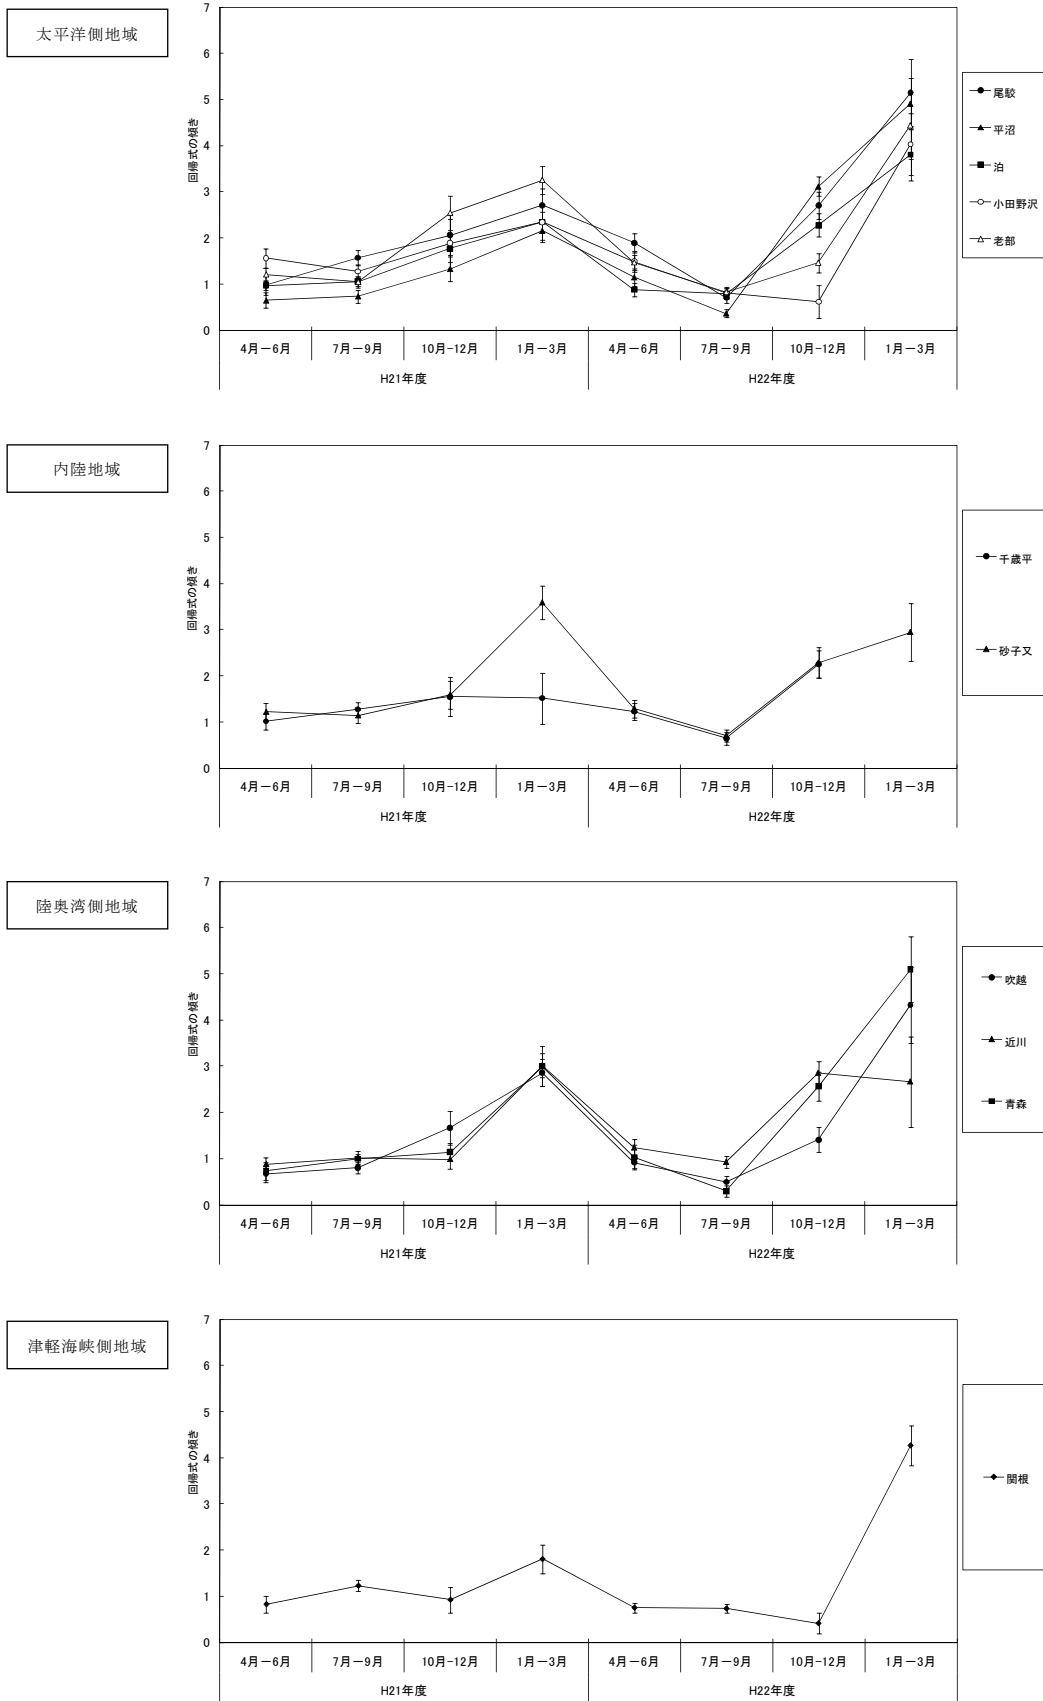 太平洋側地域
回帰式の傾き
7
6
5
4
3
2
1
0
4月－6月 7月－9月 10月-12月 1月－3月 4月－6月 7月－9月 10月-12月 1月－3月
H21年度 H22年度
尾駮
平沼
泊
小田野沢
老部
内陸地域
回帰式の傾き
7
6
5
4
3
2
1
0
4月－6月 7月－9月 10月-12月 1月－3月 4月－6月 7月－9月 10月-12月 1月－3月
H21年度 H22年度
千歳平
砂子又
陸奥湾側地域
回帰式の傾き
7
6
5
4
3
2
1
0
4月－6月 7月－9月 10月-12月 1月－3月 4月－6月 7月－9月 10月-12月 1月－3月
H21年度 H22年度
吹越
近川
青森
津軽海峡側地域
回帰式の傾き
7
6
5
4
3
2
1
0
4月－6月 7月－9月 10月-12月 1月－3月 4月－6月 7月－9月 10月-12月 1月－3月
H21年度 H22年度
関根